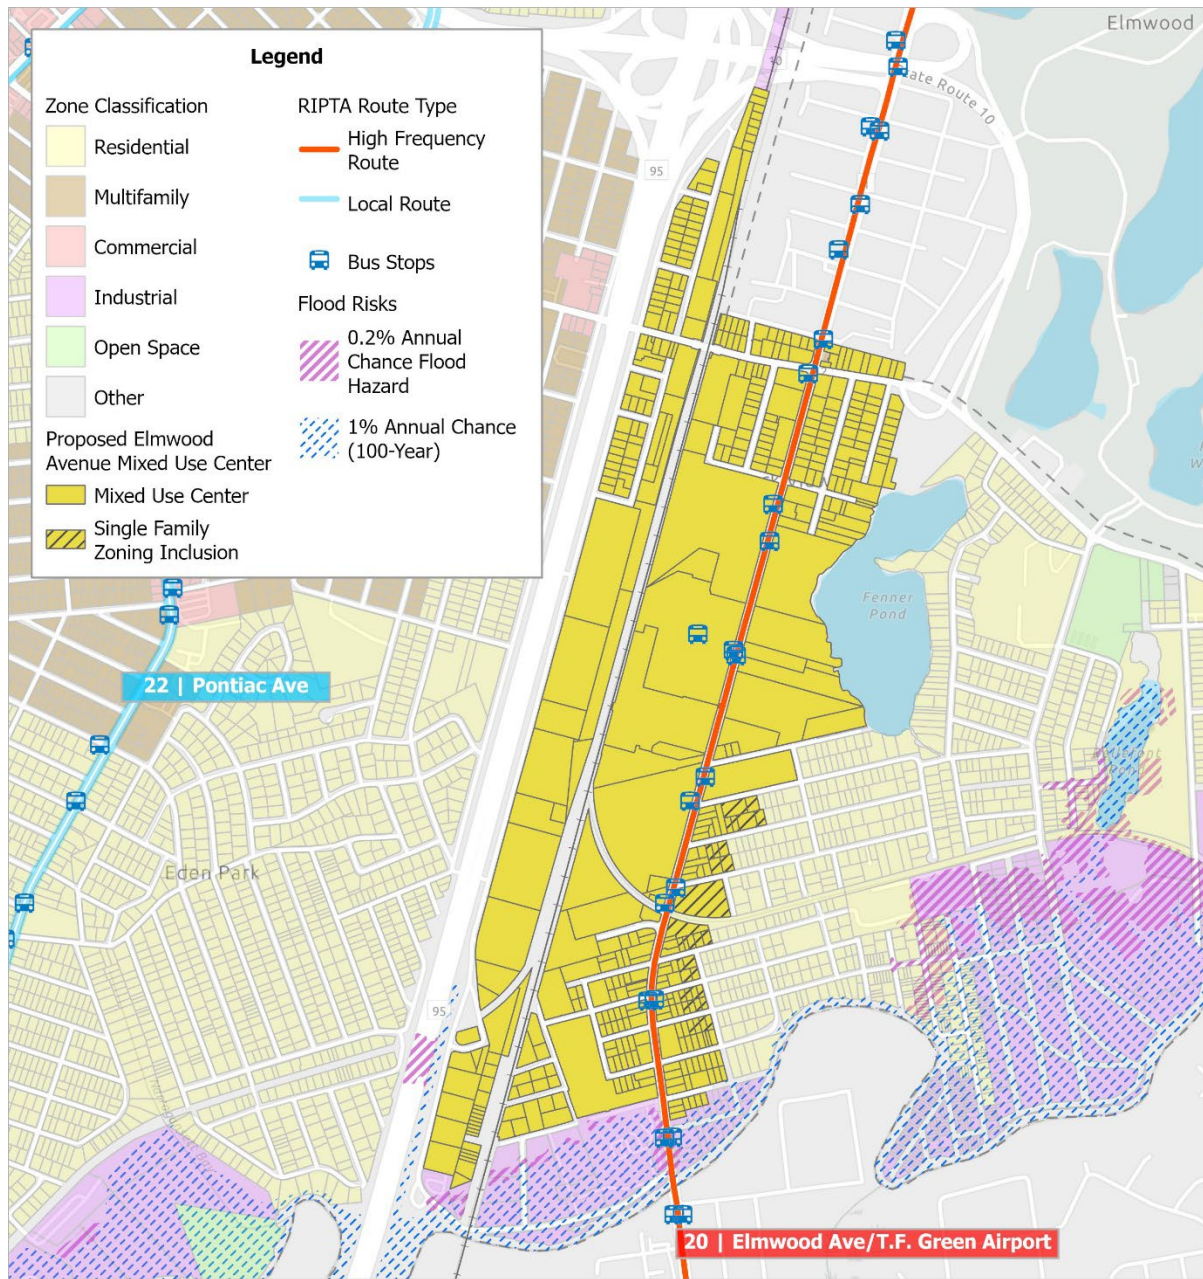 Legend
Zone Classification
Residential
Multifamily
Commercial
Industrial
Open Space
Other
Proposed Elmwood
Avenue Mixed Use Center
Mixed Use Center
Single Family
Zoning Inclusion
RIPTA Route Type
High Frequency
Route
Local Route
Bus Stops
Flood Risks
0.2% Annual
Chance Flood
Hazard
1% Annual Chance
(100-Year)
Elmwood
Route 10
10
95
Fenner
Pond
22 | Pontiac Ave
Eden Park
95
20 | Elmwood Ave/T.F. Green Airport